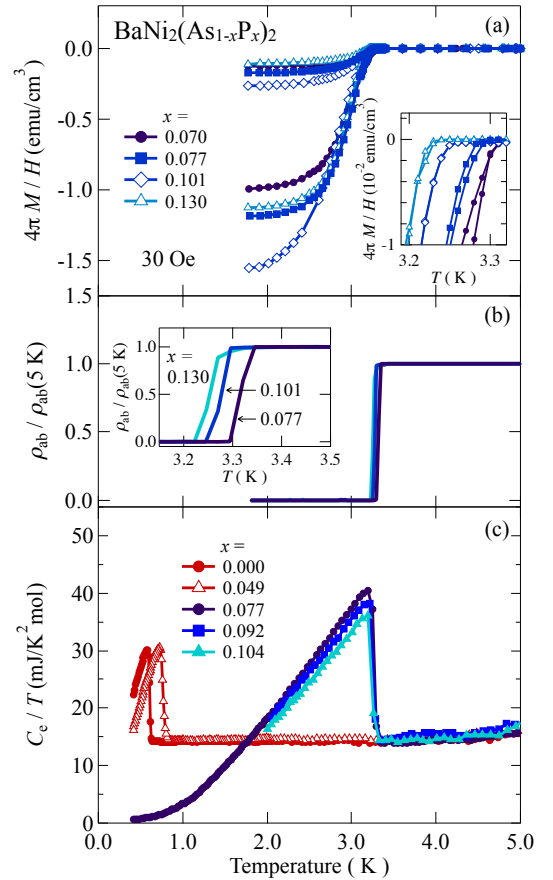 BaNi2(As1-xPx)2
(a)
0.0
-0.5
-1.0
-1.5
4π M / H (emu/cm3)
x =
0.070
0.077
0.101
0.130
30 Oe
4π M / H (10-2 emu/cm3)
0
-1
3.2
3.3
T ( K )
(b)
1.5
1.0
0.5
0.0
ρab / ρab(5 K)
x =
0.130
0.101
0.077
ρab / ρab(5 K)
1.0
0.5
0.0
3.2
3.3
3.4
3.5
T ( K )
(c)
50
40
30
20
10
0
Ce / T (mJ/K2 mol)
x =
0.000
0.049
0.077
0.092
0.104
0.0
1.0
2.0
3.0
4.0
5.0
Temperature ( K )